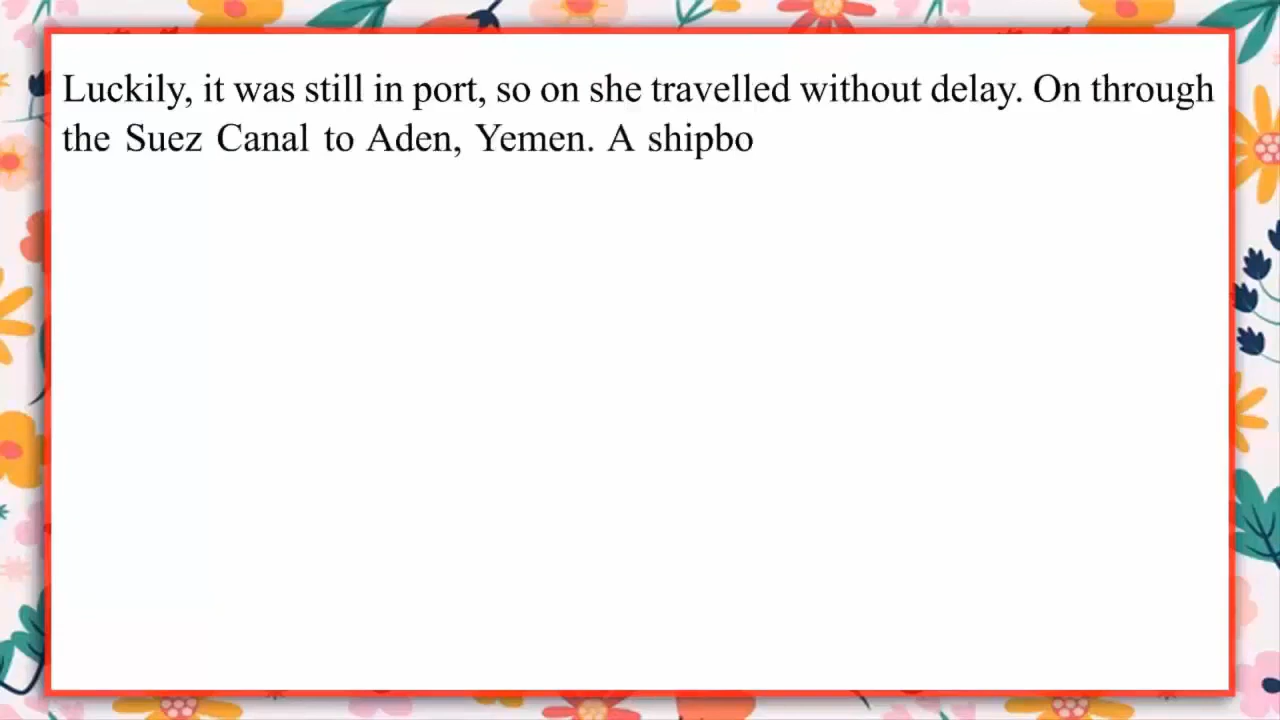 Luckily, it was still in port, so on she travelled without delay. On through
the Suez Canal to Aden, Yemen. A shipbo